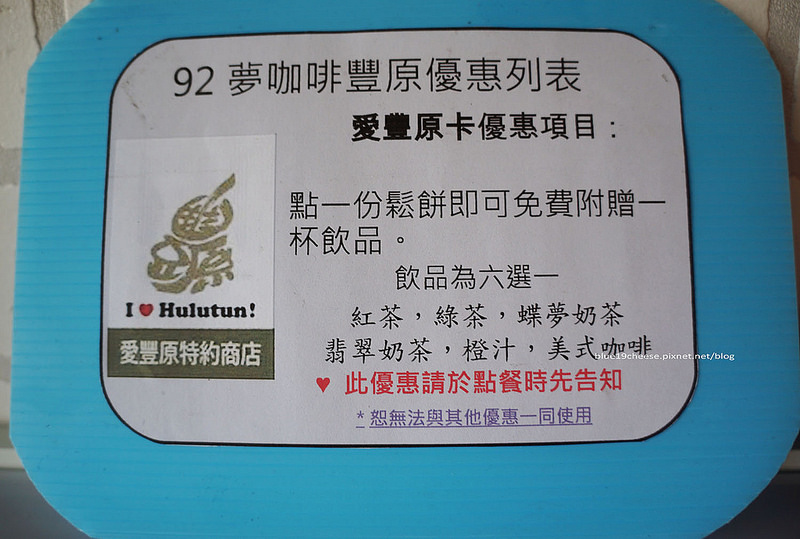 92 夢咖啡豐原優惠列表
愛豐原卡優惠項目：
點一份鬆餅即可免費附贈一
杯飲品。
飲品為六選一
紅茶，綠茶，蝶夢奶茶
翡翠奶茶，橙汁，美式咖啡
♥ 此優惠請於點餐時先告知
* 恕無法與其他優惠一同使用
I ♥ Hulutun!
愛豐原特約商店
blue19cheese.pixnet.net/blog